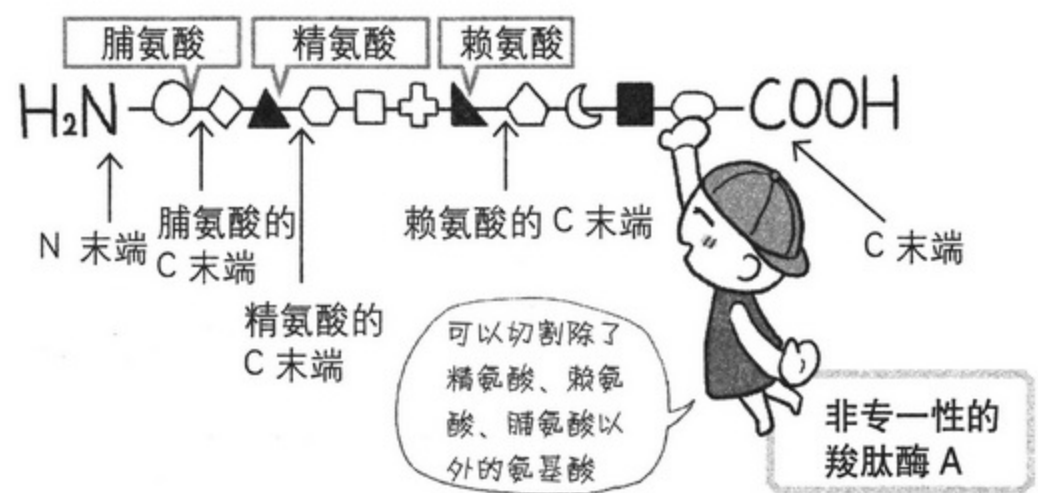 脯氨酸
精氨酸
赖氨酸
H₂N
COOH
N 末端
脯氨酸的
C 末端
精氨酸的
C 末端
赖氨酸的 C 末端
C 末端
可以切割除了
精氨酸、赖氨
酸、脯氨酸以
外的氨基酸
非专一性的
羧肽酶 A